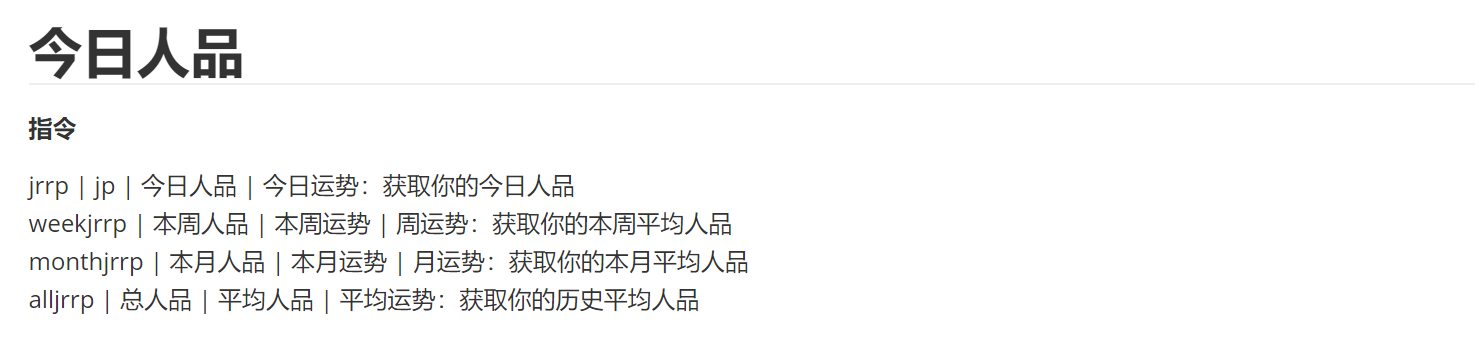 今日人品
指令
jrrp | jp | 今日人品 | 今日运势：获取你的今日人品
weekjrrp | 本周人品 | 本周运势 | 周运势：获取你的本周平均人品
monthjrrp | 本月人品 | 本月运势 | 月运势：获取你的本月平均人品
alljrrp | 总人品 | 平均人品 | 平均运势：获取你的历史平均人品